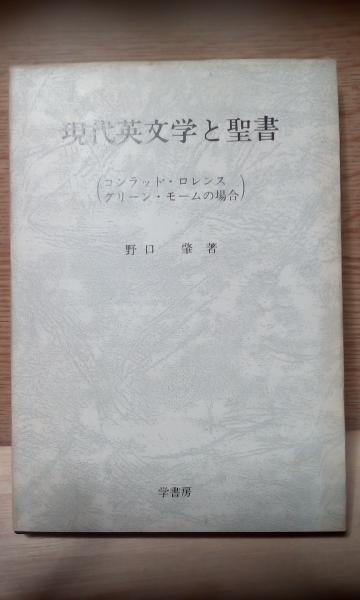 現代英文学と聖書
(コンラッド・ロレンス
グリーン・モームの場合)
野口 肇 著
学書房